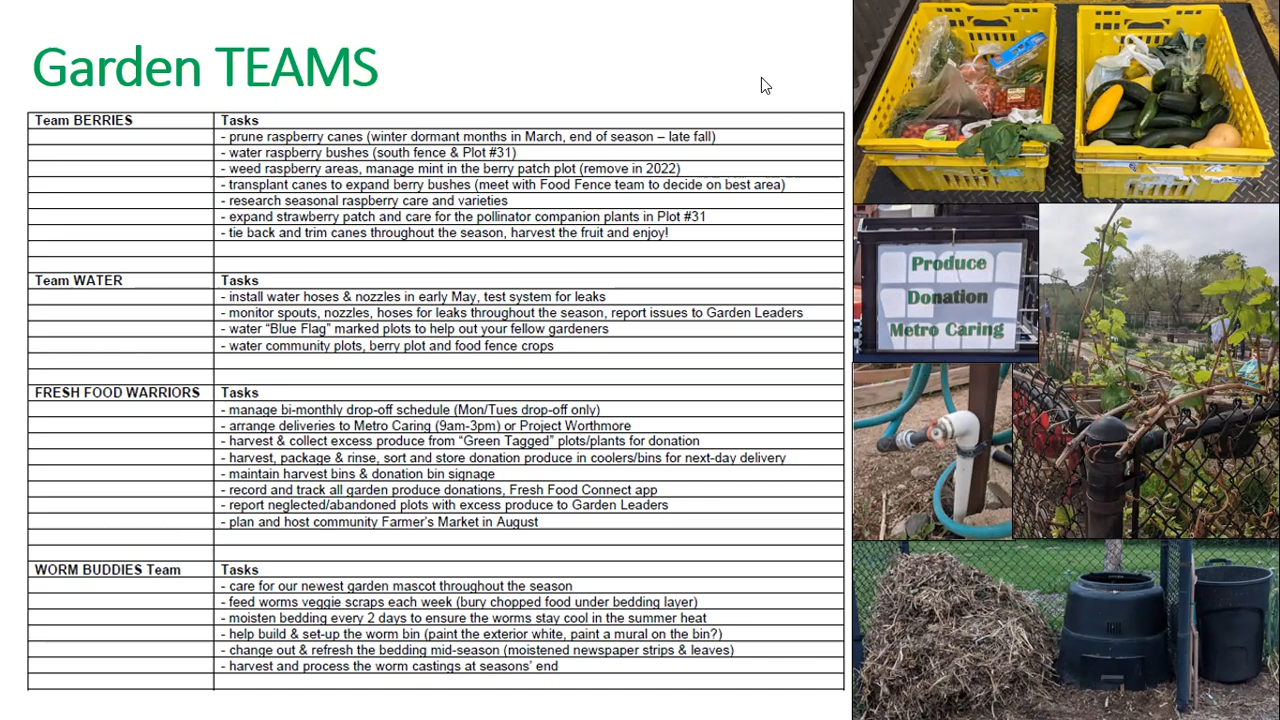 Garden TEAMS
Team BERRIES Tasks
- prune raspberry canes (winter dormant months in March, end of season – late fall)
- water raspberry bushes (south fence & Plot #31)
- weed raspberry areas, manage mint in the berry patch plot (remove in 2022)
- transplant canes to expand berry bushes (meet with Food Fence team to decide on best area)
- research seasonal raspberry care and varieties
- expand strawberry patch and care for the pollinator companion plants in Plot #31
- tie back and trim canes throughout the season, harvest the fruit and enjoy!
Team WATER Tasks
- install water hoses & nozzles in early May, test system for leaks
- monitor spouts, nozzles, hoses for leaks throughout the season, report issues to Garden Leaders
- water “Blue Flag” marked plots to help out your fellow gardeners
- water community plots, berry plot and food fence crops
FRESH FOOD WARRIORS Tasks
- manage bi-monthly drop-off schedule (Mon/Tues drop-off only)
- arrange deliveries to Metro Caring (9am-3pm) or Project Worthmore
- harvest & collect excess produce from “Green Tagged” plots/plants for donation
- harvest, package & rinse, sort and store donation produce in coolers/bins for next-day delivery
- maintain harvest bins & donation bin signage
- record and track all garden produce donations, Fresh Food Connect app
- report neglected/abandoned plots with excess produce to Garden Leaders
- plan and host community Farmer’s Market in August
WORM BUDDIES Team Tasks
- care for our newest garden mascot throughout the season
- feed worms veggie scraps each week (bury chopped food under bedding layer)
- moisten bedding every 2 days to ensure the worms stay cool in the summer heat
- help build & set-up the worm bin (paint the exterior white, paint a mural on the bin?)
- change out & refresh the bedding mid-season (moistened newspaper strips & leaves)
- harvest and process the worm castings at seasons’ end
Produce
Donation
Metro Caring